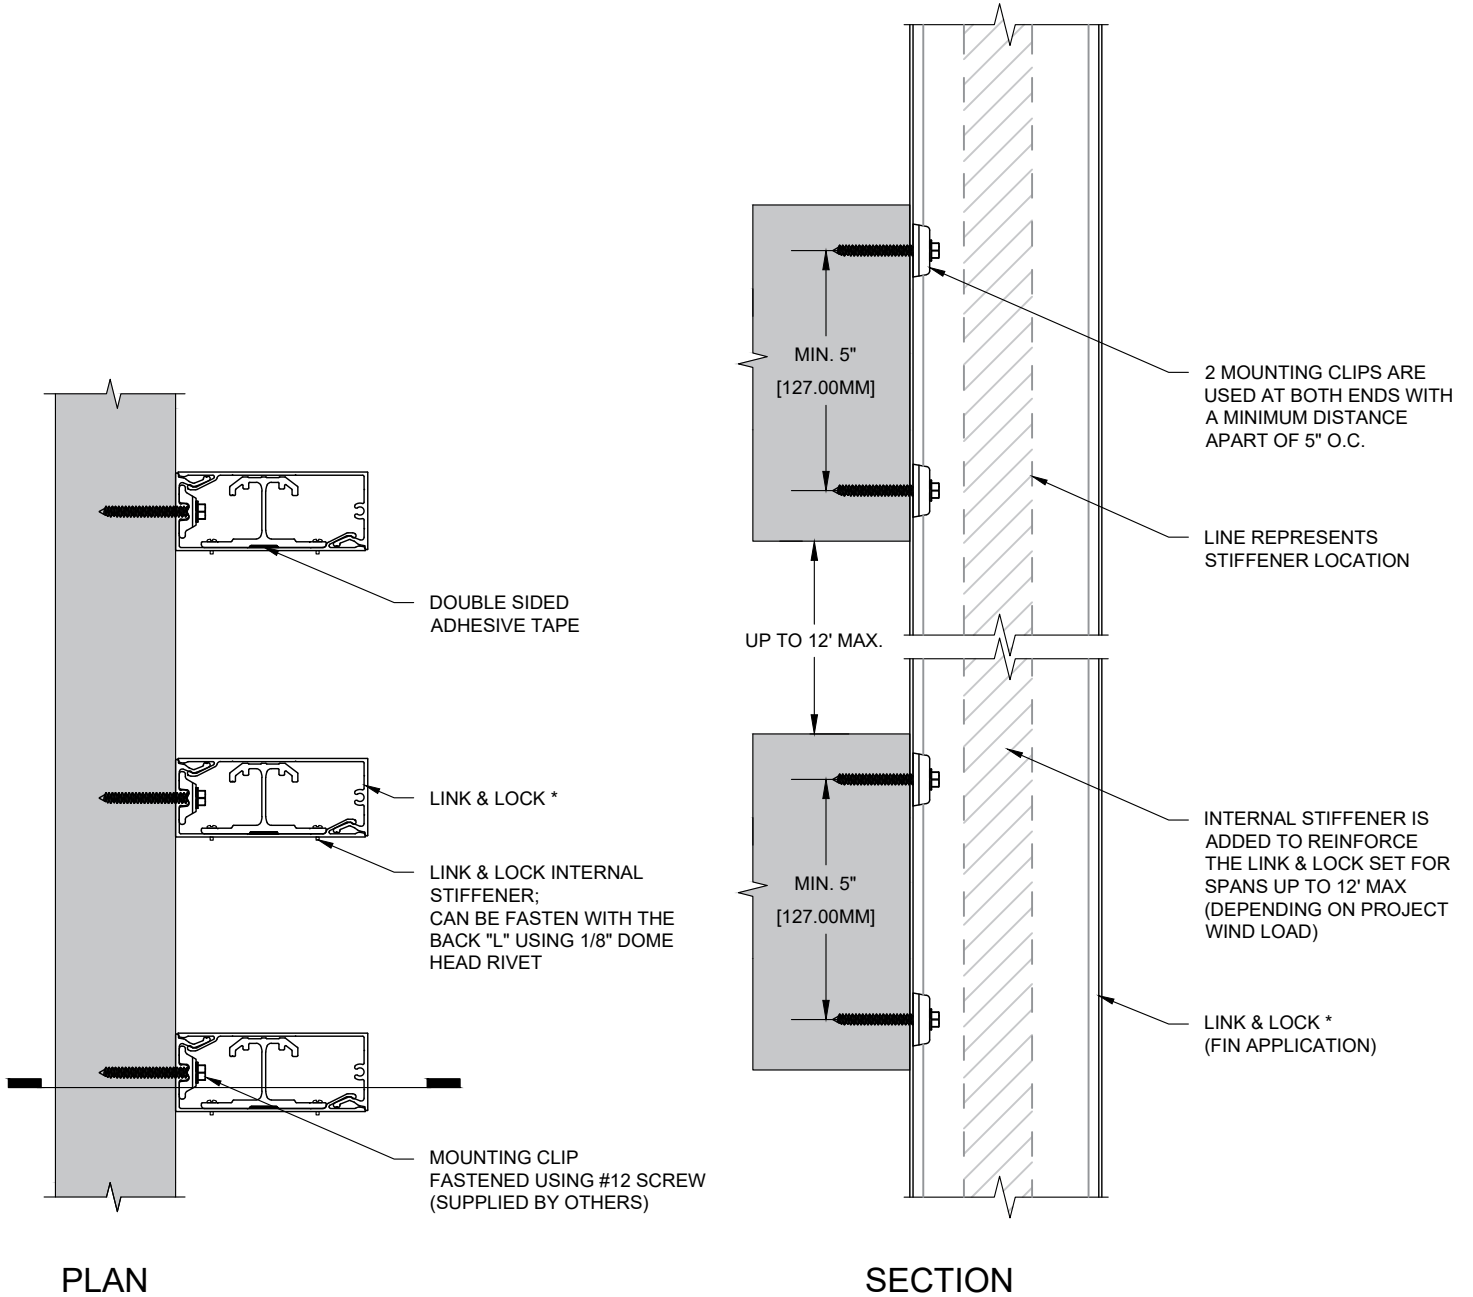 DOUBLE SIDED
ADHESIVE TAPE
LINK & LOCK *
LINK & LOCK INTERNAL
STIFFENER;
CAN BE FASTEN WITH THE
BACK "L" USING 1/8" DOME
HEAD RIVET
MOUNTING CLIP
FASTENED USING #12 SCREW
(SUPPLIED BY OTHERS)
PLAN
MIN. 5"
[127.00MM]
UP TO 12' MAX.
MIN. 5"
[127.00MM]
2 MOUNTING CLIPS ARE
USED AT BOTH ENDS WITH
A MINIMUM DISTANCE
APART OF 5" O.C.
LINE REPRESENTS
STIFFENER LOCATION
INTERNAL STIFFENER IS
ADDED TO REINFORCE
THE LINK & LOCK SET FOR
SPANS UP TO 12' MAX
(DEPENDING ON PROJECT
WIND LOAD)
LINK & LOCK *
(FIN APPLICATION)
SECTION